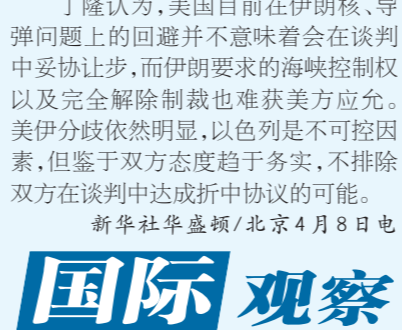 丁隆认为，美国目前在伊朗核、导
弹问题上的回避并不意味着会在谈判
中妥协让步，而伊朗要求的海峡控制权
以及完全解除制裁也难获美方应允。
美伊分歧依然明显，以色列是不可控因
素，但鉴于双方态度趋于务实，不排除
双方在谈判中达成折中协议的可能。
新华社华盛顿/北京4月8日电
国际 观察